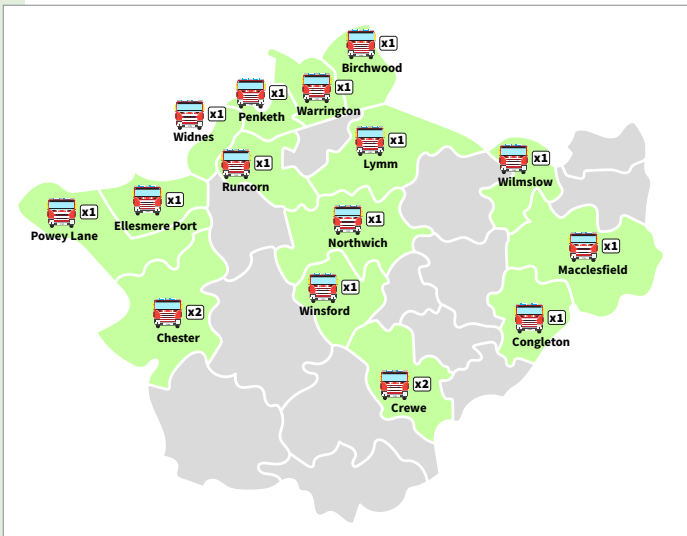 x1
Birchwood
x1
Warrington
x1
Penketh
x1
Widnes
x1
Lymm
x1
Runcorn
x1
Wilmslow
x1
Ellesmere Port
x1
Powey Lane
x1
Northwich
x1
Macclesfield
x1
Winsford
x2
Chester
x1
Congleton
x2
Crewe